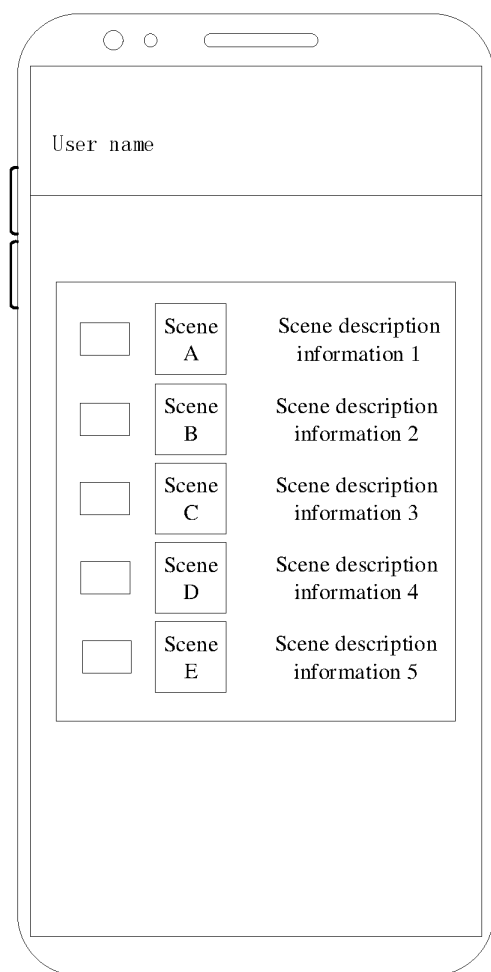 User name
Scene
A
Scene description
information 1
Scene
B
Scene description
information 2
Scene
C
Scene description
information 3
Scene
D
Scene description
information 4
Scene
E
Scene description
information 5